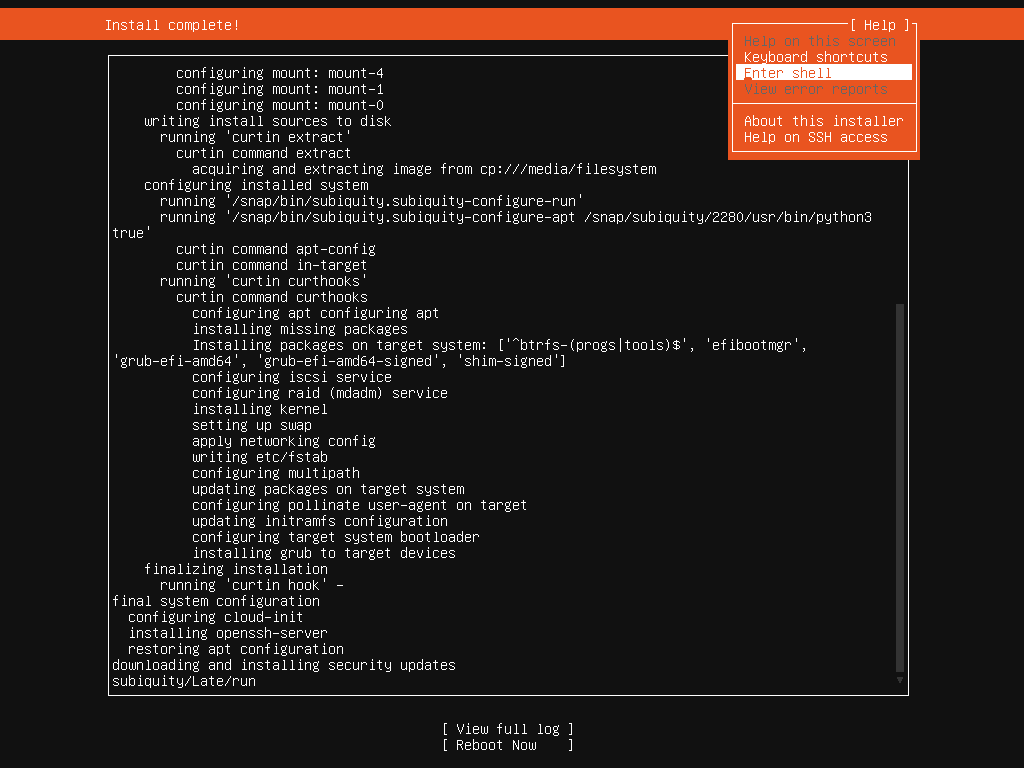 Install complete!
[ Help ]
Help on this screen
Keyboard shortcuts
Enter shell
View error reports
About this installer
Help on SSH access
configuring mount: mount-4
configuring mount: mount-1
configuring mount: mount-0
writing install sources to disk
running 'curtin extract'
curtin command extract
acquiring and extracting image from cp:///media/filesystem
configuring installed system
running '/snap/bin/subiquity.subiquity-configure-run'
running '/snap/bin/subiquity.subiquity-configure-apt /snap/subiquity/2280/usr/bin/python3
true'
curtin command apt-config
curtin command in-target
running 'curtin curthooks'
curtin command curthooks
configuring apt configuring apt
installing missing packages
Installing packages on target system: ['^btrfs-(progs|tools)$', 'efibootmgr',
'grub-efi-amd64', 'grub-efi-amd64-signed', 'shim-signed']
configuring iscsi service
configuring raid (mdadm) service
installing kernel
setting up swap
apply networking config
writing etc/fstab
configuring multipath
updating packages on target system
configuring pollinate user-agent on target
updating initramfs configuration
configuring target system bootloader
installing grub to target devices
finalizing installation
running 'curtin hook' -
final system configuration
configuring cloud-init
installing openssh-server
restoring apt configuration
downloading and installing security updates
subiquity/Late/run
[ View full log ]
[ Reboot Now ]